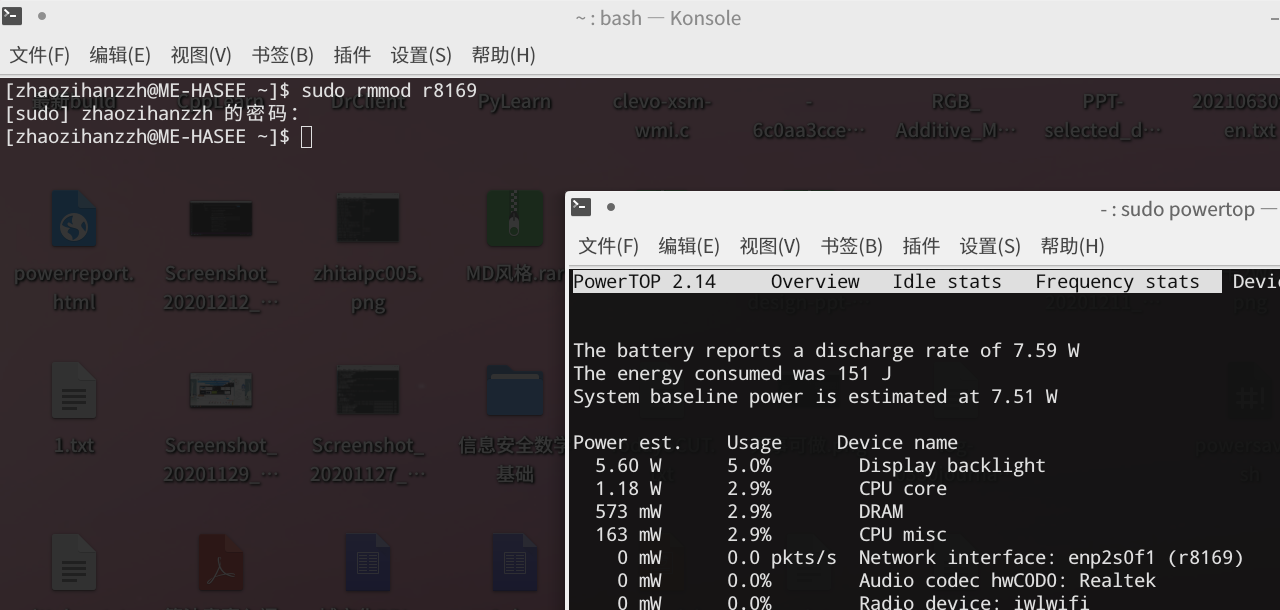 ~ : bash — Konsole
文件(F) 编辑(E) 视图(V) 书签(B) 插件 设置(S) 帮助(H)
[zhaozihanzzh@ME-HASEE ~]$ sudo rmmod r8169
[sudo] zhaozihanzzh 的密码:
[zhaozihanzzh@ME-HASEE ~]$
CppLearn DrClient PyLearn clevo-xsm-wmi.c - 6c0aa3cce… RGB_Additive_M… PPT-selected_d… 20210630
en.txt
powerreport.html
Screenshot_20201212_…
zhitaipc005.png
MD风格.rar
1.txt
Screenshot_20201129_…
Screenshot_20201127_…
信息安全数学基础
- : sudo powertop —
文件(F) 编辑(E) 视图(V) 书签(B) 插件 设置(S) 帮助(H)
PowerTOP 2.14 Overview Idle stats Frequency stats Devic
The battery reports a discharge rate of 7.59 W
The energy consumed was 151 J
System baseline power is estimated at 7.51 W
Power est. Usage Device name
5.60 W 5.0% Display backlight
1.18 W 2.9% CPU core
573 mW 2.9% DRAM
163 mW 2.9% CPU misc
0 mW 0.0 pkts/s Network interface: enp2s0f1 (r8169)
0 mW 0.0% Audio codec hwC0D0: Realtek
0 mW 0.0% Radio device: iwlwifi